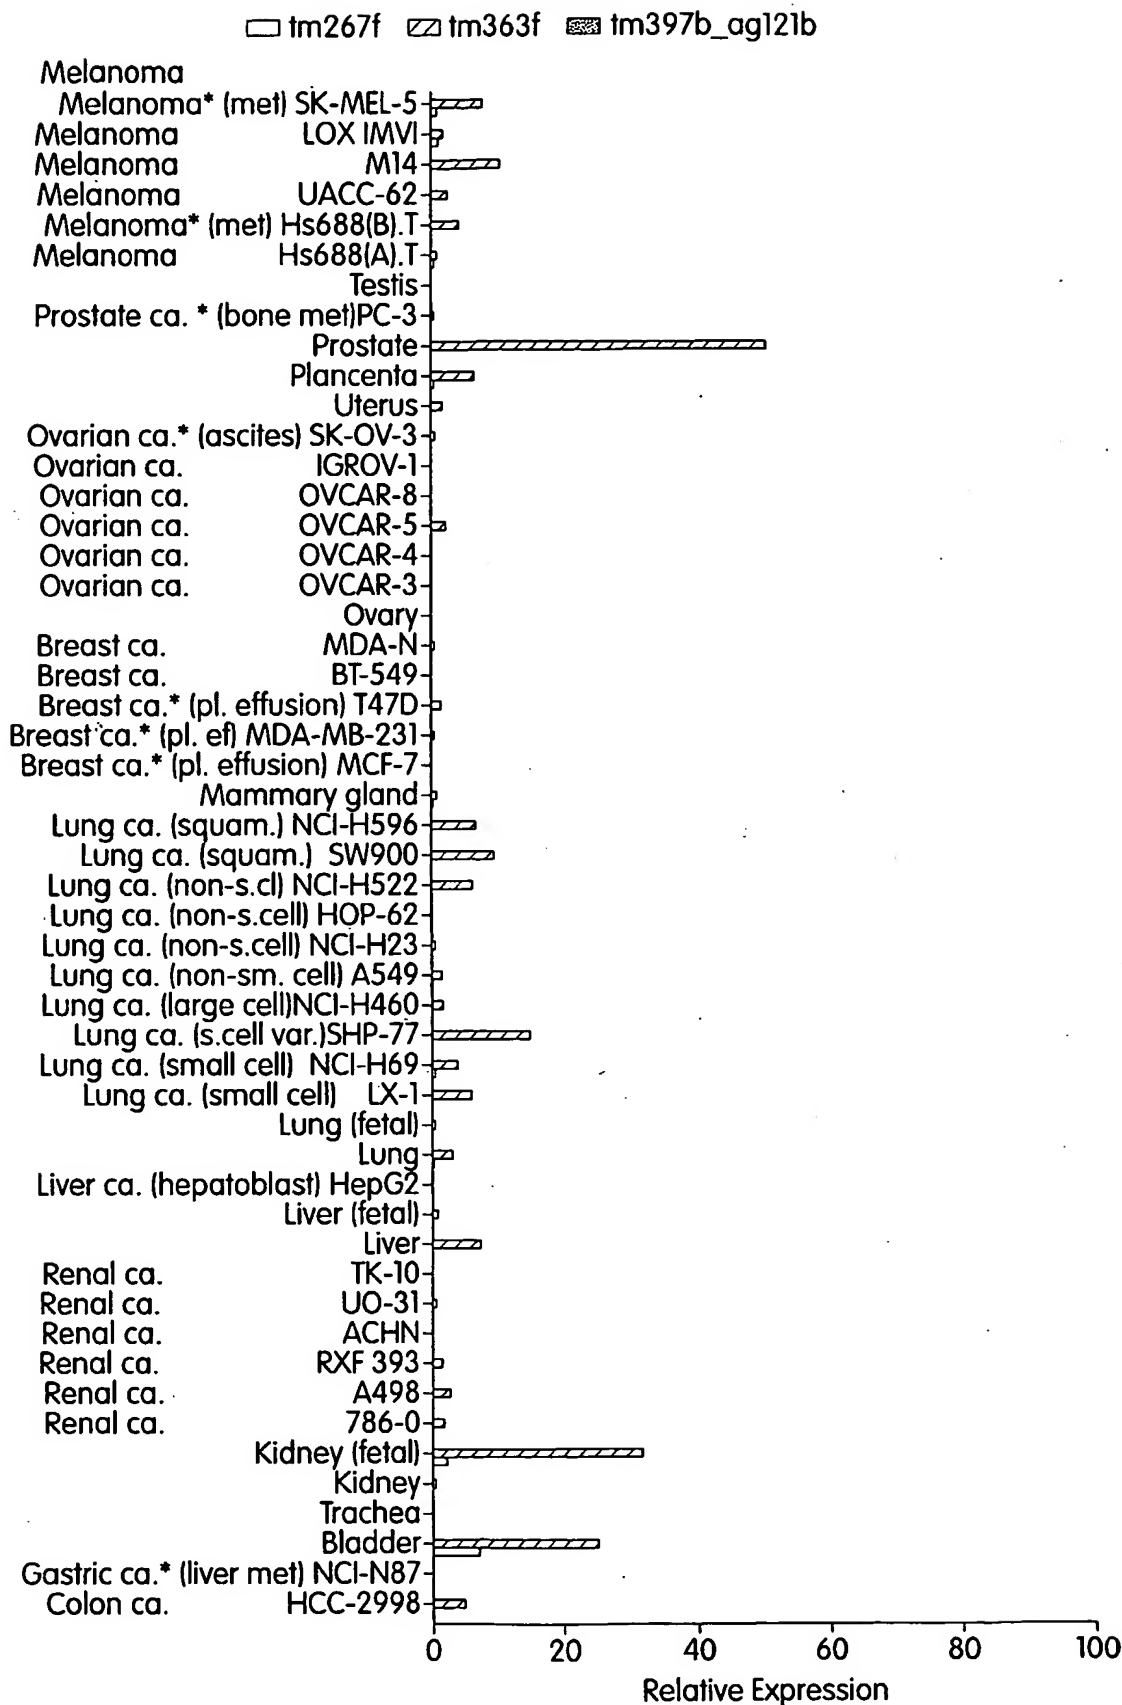 tm267f tm363f tm397b_ag121b
Melanoma
Melanoma* (met) SK-MEL-5
Melanoma LOX IMVI
Melanoma M14
Melanoma UACC-62
Melanoma* (met) Hs688(B).T
Melanoma Hs688(A).T
Testis
Prostate ca. * (bone met)PC-3
Prostate
Plancenta
Uterus
Ovarian ca.* (ascites) SK-OV-3
Ovarian ca. IGROV-1
Ovarian ca. OVCAR-8
Ovarian ca. OVCAR-5
Ovarian ca. OVCAR-4
Ovarian ca. OVCAR-3
Ovary
Breast ca. MDA-N
Breast ca. BT-549
Breast ca.* (pl. effusion) T47D
Breast ca.* (pl. ef) MDA-MB-231
Breast ca.* (pl. effusion) MCF-7
Mammary gland
Lung ca. (squam.) NCI-H596
Lung ca. (squam.) SW900
Lung ca. (non-s.cl) NCI-H522
Lung ca. (non-s.cell) HOP-62
Lung ca. (non-s.cell) NCI-H23
Lung ca. (non-sm. cell) A549
Lung ca. (large cell)NCI-H460
Lung ca. (s.cell var.)SHP-77
Lung ca. (small cell) NCI-H69
Lung ca. (small cell) LX-1
Lung (fetal)
Lung
Liver ca. (hepatoblast) HepG2
Liver (fetal)
Liver
Renal ca. TK-10
Renal ca. UO-31
Renal ca. ACHN
Renal ca. RXF 393
Renal ca. A498
Renal ca. 786-0
Kidney (fetal)
Kidney
Trachea
Bladder
Gastric ca.* (liver met) NCI-N87
Colon ca. HCC-2998
0 20 40 60 80 100
Relative Expression